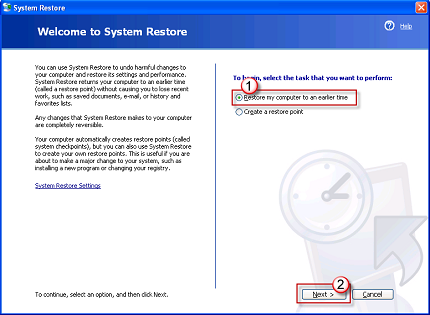 System Restore
Welcome to System Restore
Help
You can use System Restore to undo harmful changes to
your computer and restore its settings and performance.
System Restore returns your computer to an earlier time
(called a restore point) without causing you to lose recent
work, such as saved documents, e-mail, or history and
favorites lists.
Any changes that System Restore makes to your computer
are completely reversible.
Your computer automatically creates restore points (called
system checkpoints), but you can also use System Restore
to create your own restore points. This is useful if you are
about to make a major change to your system, such as
installing a new program or changing your registry.
System Restore Settings
To begin, select the task that you want to perform:
1
Restore my computer to an earlier time
Create a restore point
To continue, select an option, and then click Next.
2
Next >
Cancel